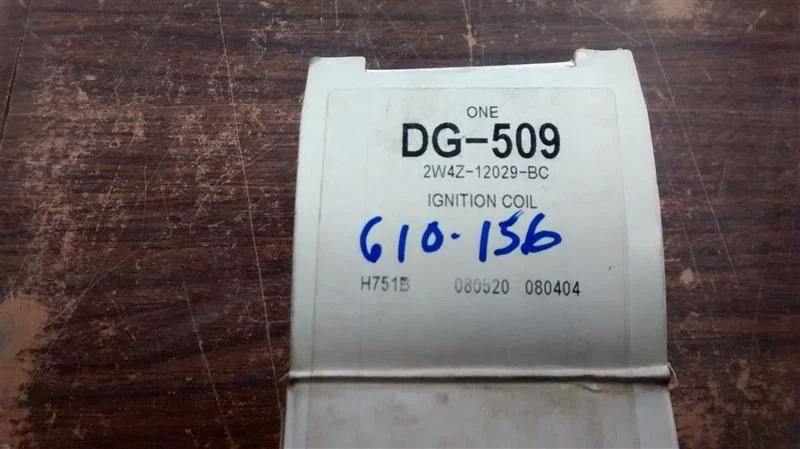 ONE
DG-509
2W4Z-12029-BC
IGNITION COIL
610-156
H751B 080520 080404